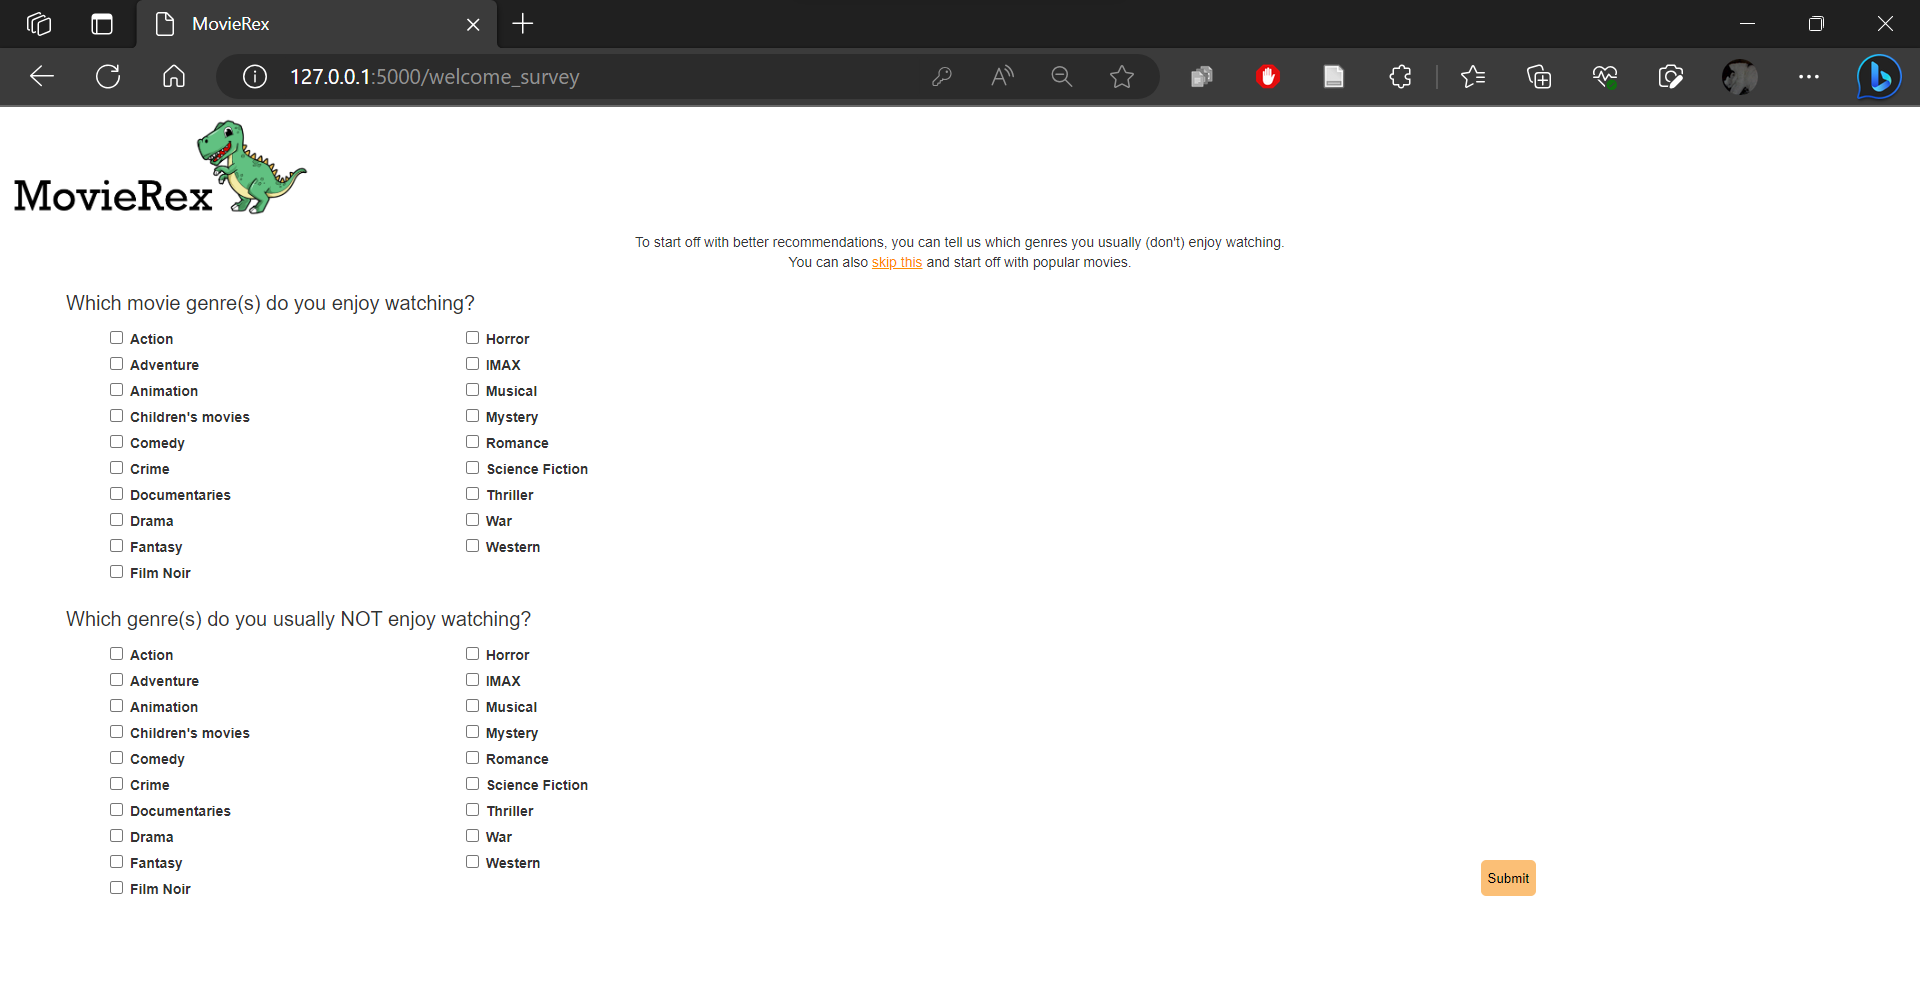 MovieRex
127.0.0.1:5000/welcome_survey
MovieRex
To start off with better recommendations, you can tell us which genres you usually (don't) enjoy watching.
You can also skip this and start off with popular movies.
Which movie genre(s) do you enjoy watching?
Action
Adventure
Animation
Children's movies
Comedy
Crime
Documentaries
Drama
Fantasy
Film Noir
Horror
IMAX
Musical
Mystery
Romance
Science Fiction
Thriller
War
Western
Which genre(s) do you usually NOT enjoy watching?
Action
Adventure
Animation
Children's movies
Comedy
Crime
Documentaries
Drama
Fantasy
Film Noir
Horror
IMAX
Musical
Mystery
Romance
Science Fiction
Thriller
War
Western
Submit